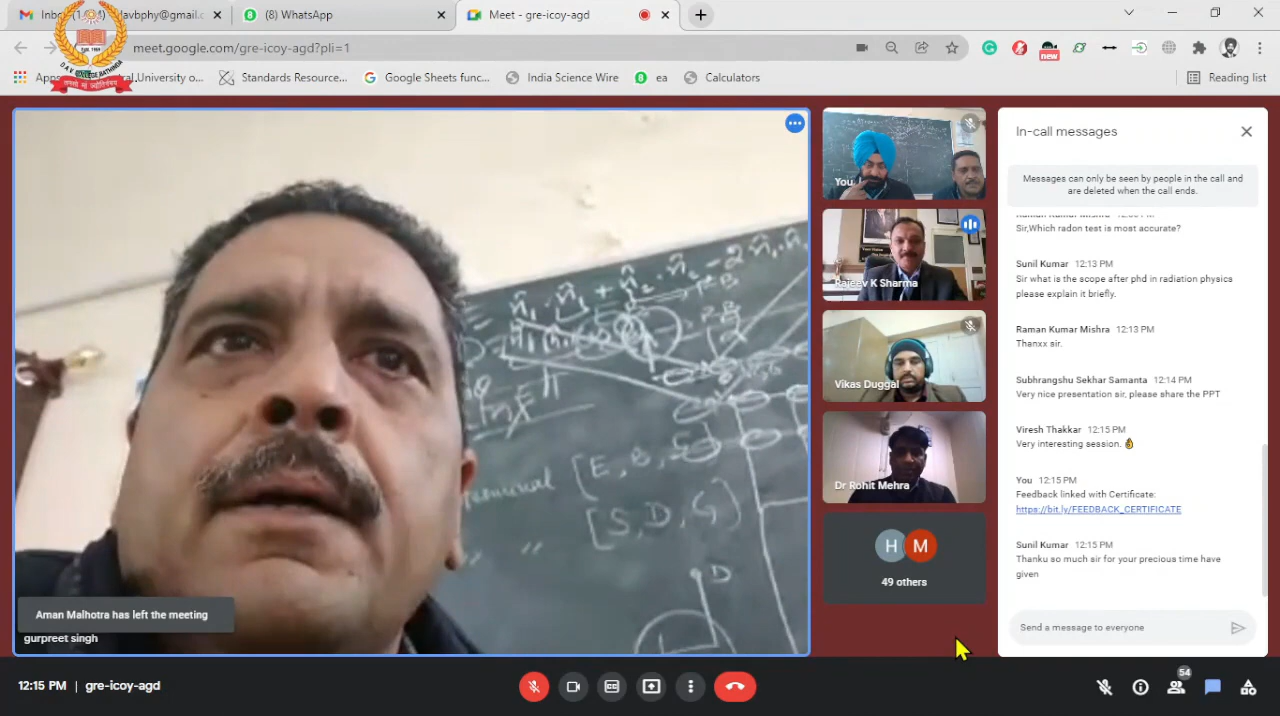 davbphy@gmail.c
(8) WhatsApp
Meet - gre-icoy-agd
meet.google.com/gre-icoy-agd?pli=1
new
University o...
Standards Resource...
Google Sheets func...
India Science Wire
ea
Calculators
Reading list
You
Rajeev K Sharma
Vikas Duggal
Dr Rohit Mehra
H M
49 others
Aman Malhotra has left the meeting
gurpreet singh
D
[S, D, G]
In-call messages
Messages can only be seen by people in the call and
are deleted when the call ends.
Sir,Which radon test is most accurate?
Sunil Kumar 12:13 PM
Sir what is the scope after phd in radiation physics
please explain it briefly.
Raman Kumar Mishra 12:13 PM
Thanxx sir.
Subhrangshu Sekhar Samanta 12:14 PM
Very nice presentation sir, please share the PPT
Viresh Thakkar 12:15 PM
Very interesting session. 👌
You 12:15 PM
Feedback linked with Certificate:
https://bit.ly/FEEDBACK_CERTIFICATE
Sunil Kumar 12:15 PM
Thanku so much sir for your precious time have
given
Send a message to everyone
12:15 PM | gre-icoy-agd
54